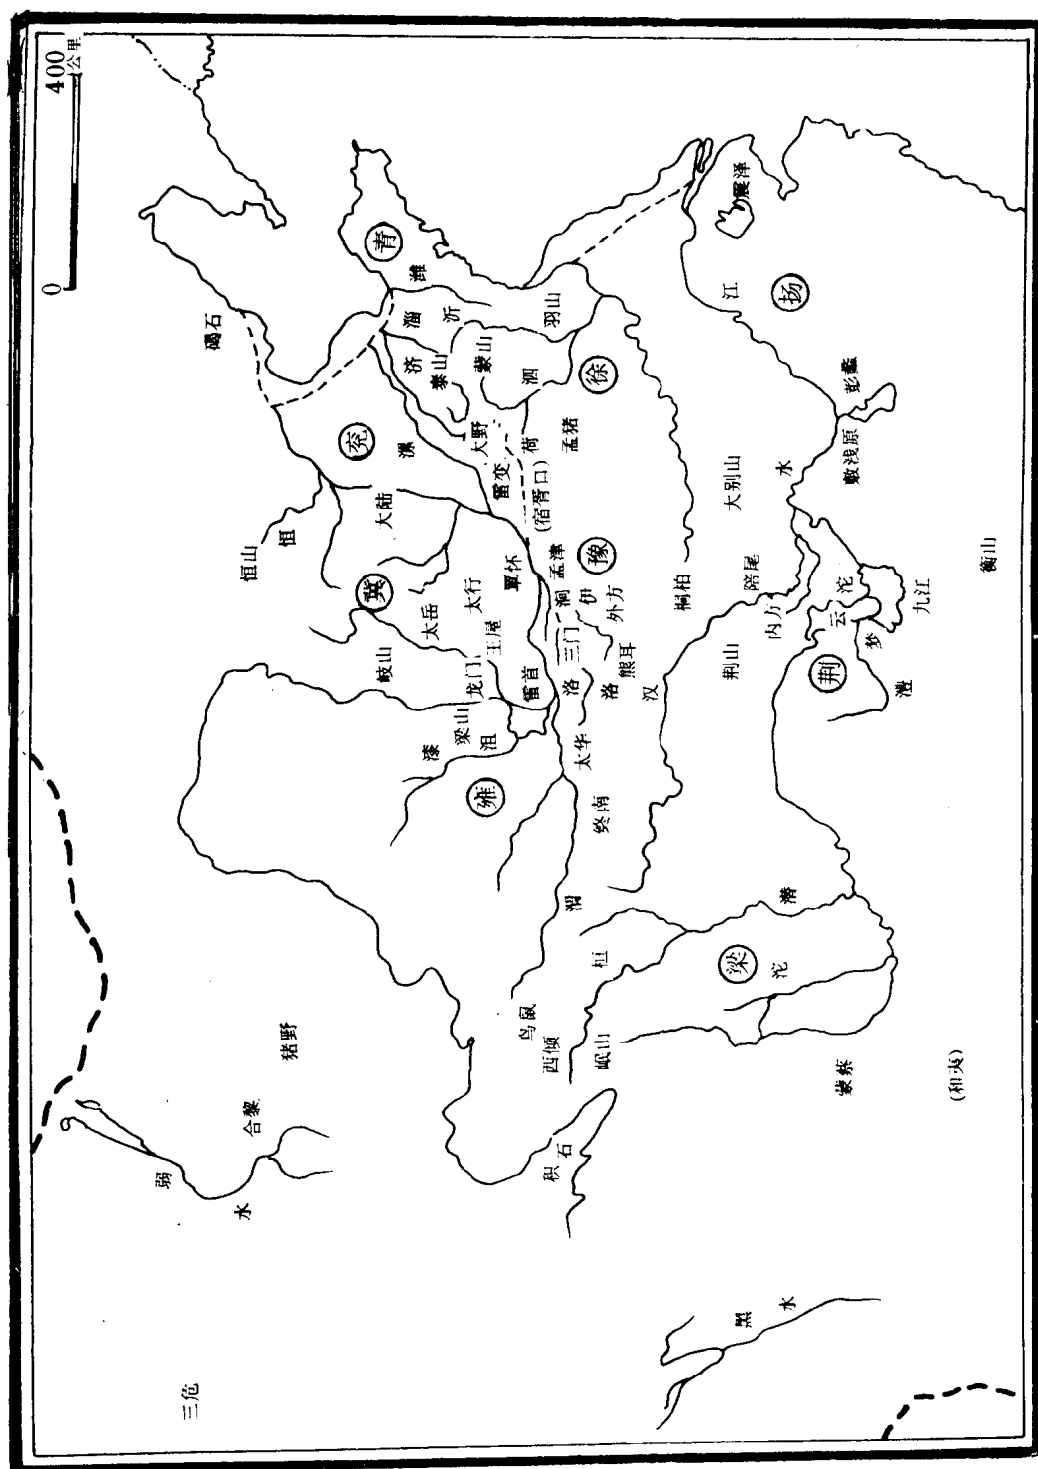 0
400
公里
碣石
恒山
恒
兖
漯
大陆
冀
太岳
太行
王屋
岐山
龙门
梁山
沮
漆
雍
雷首
覃怀
孟津
青
潍
淄
沂
济
泰山
蒙山
泗
羽山
徐
大野
菏
孟猪
(宿胥口)
豫
涧
伊
外方
三门
熊耳
洛
洛
汉
太华
终南
渭
桓
鸟鼠
西倾
岷山
积石
猪野
合黎
弱
水
三危
黑
水
梁
沱
潜
蒙蔡
(和夷)
桐柏
陪尾
内方
荆山
大别山
荆
云
梦
沱
九江
澧
衡山
敷浅原
彭蠡
江
水
扬
震泽